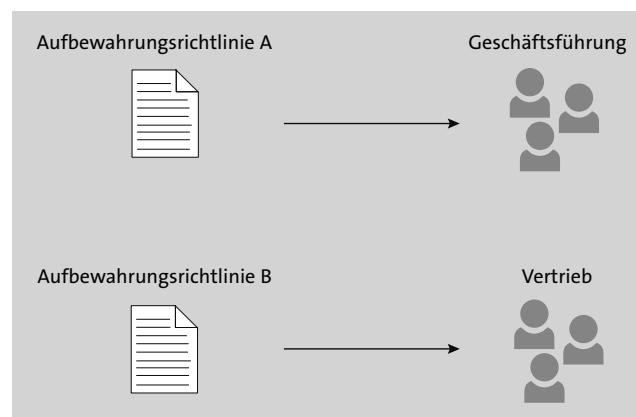 Aufbewahrungsrichtlinie A
Geschäftsführung
Aufbewahrungsrichtlinie B
Vertrieb